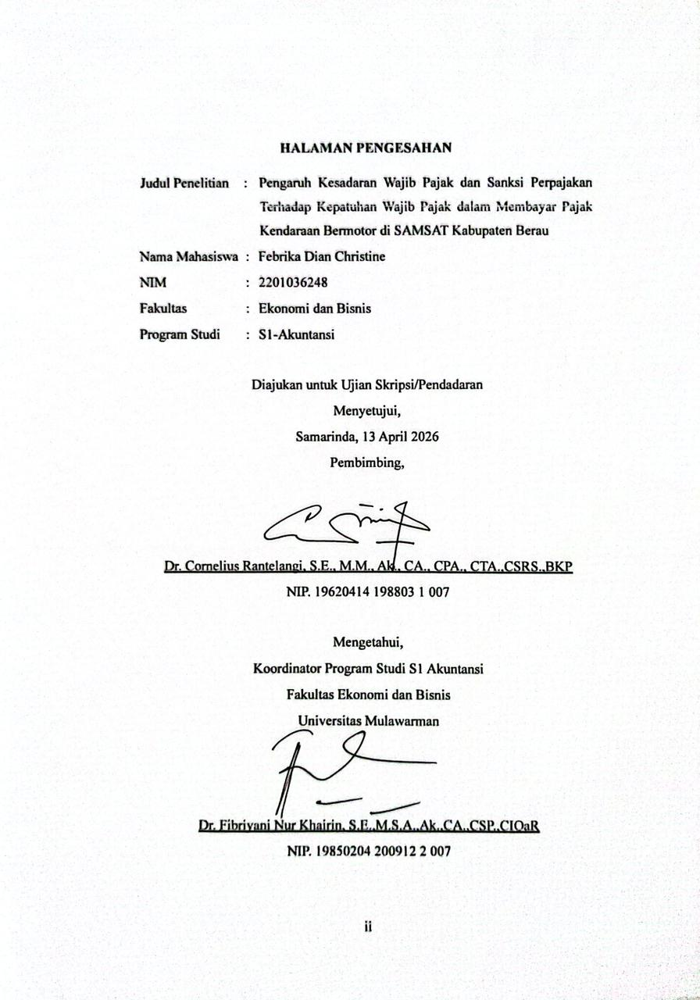 HALAMAN PENGESAHAN
Judul Penelitian : Pengaruh Kesadaran Wajib Pajak dan Sanksi Perpajakan
Terhadap Kepatuhan Wajib Pajak dalam Membayar Pajak
Kendaraan Bermotor di SAMSAT Kabupaten Berau
Nama Mahasiswa : Febrika Dian Christine
NIM : 2201036248
Fakultas : Ekonomi dan Bisnis
Program Studi : S1-Akuntansi
Diajukan untuk Ujian Skripsi/Pendadaran
Menyetujui,
Samarinda, 13 April 2026
Pembimbing,
Dr. Cornelius Rantelangi, S.E., M.M., Ak., CA., CPA., CTA.,CSRS.,BKP
NIP. 19620414 198803 1 007
Mengetahui,
Koordinator Program Studi S1 Akuntansi
Fakultas Ekonomi dan Bisnis
Universitas Mulawarman
Dr. Fibriyani Nur Khairin, S.E.,M.S.A.,Ak.,CA.,CSP.,CIQaR
NIP. 19850204 200912 2 007
ii